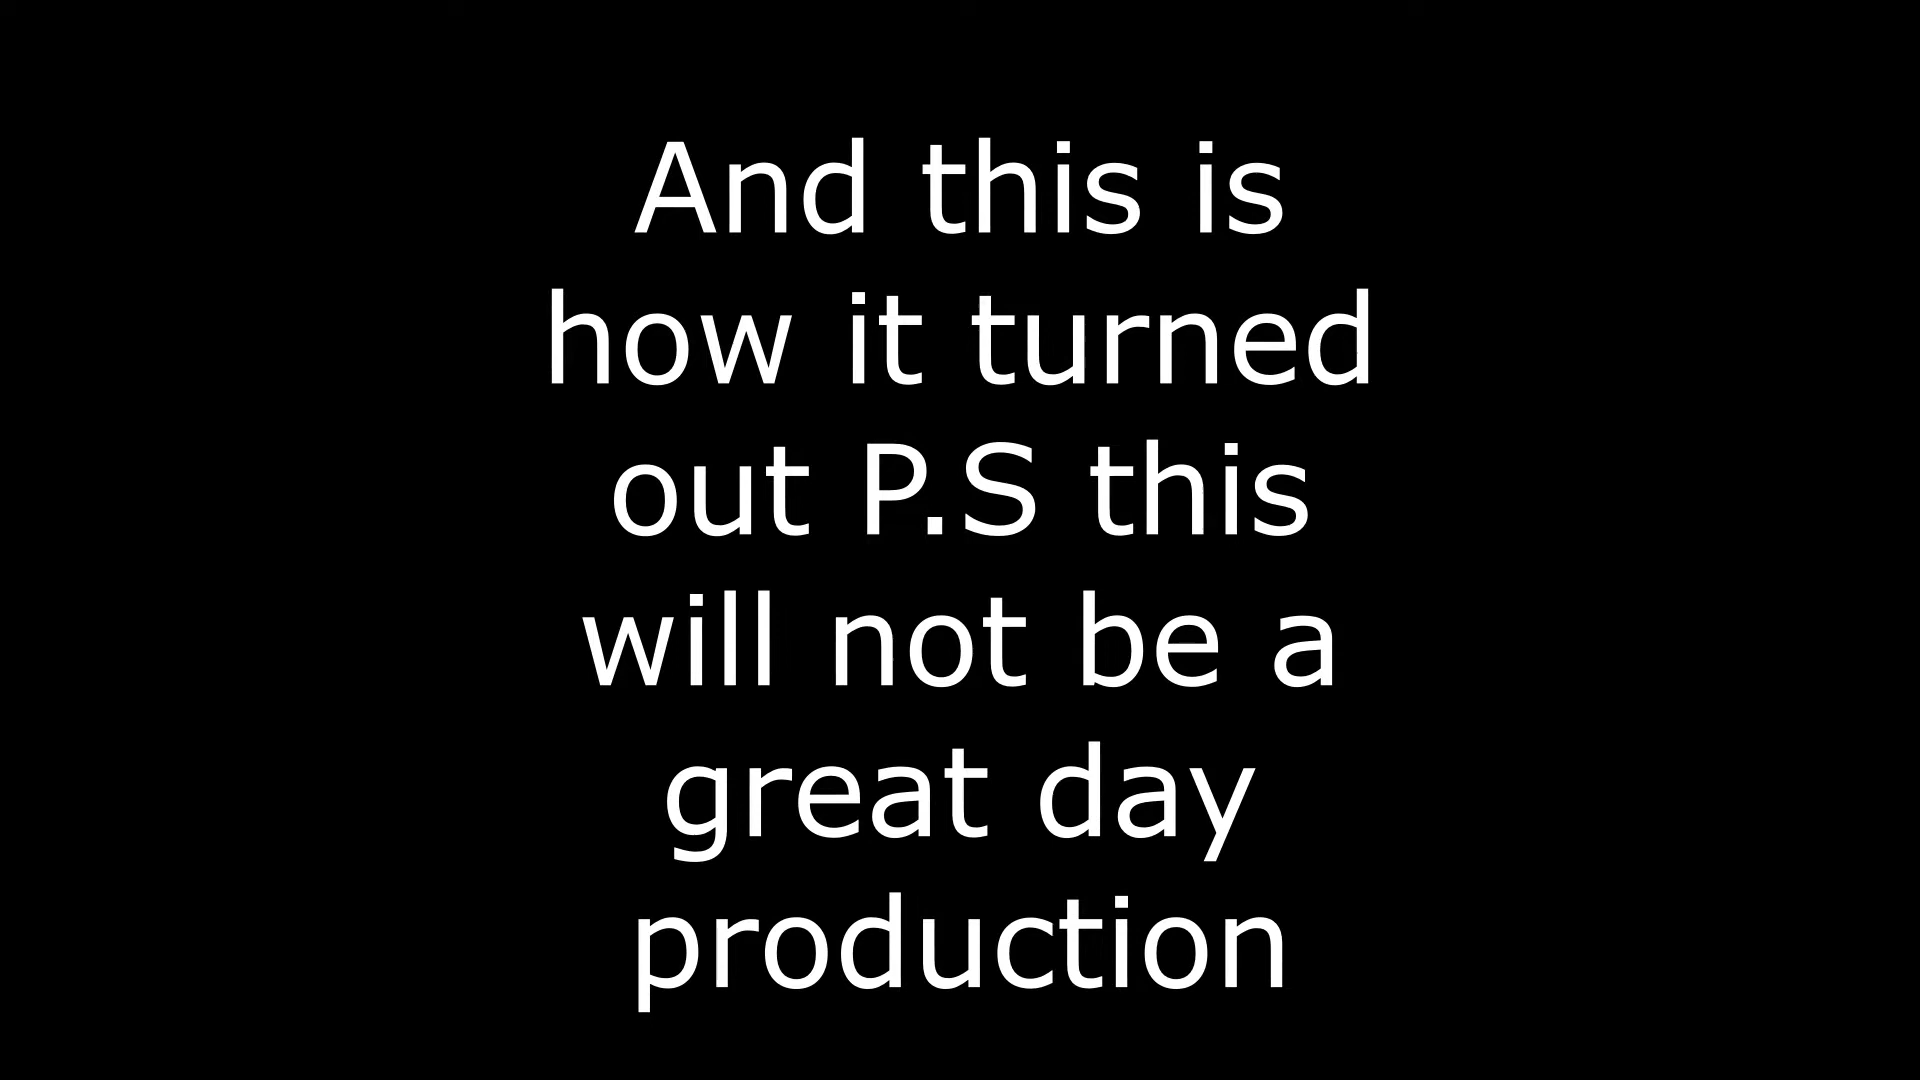 And this is
how it turned
out P.S this
will not be a
great day
production